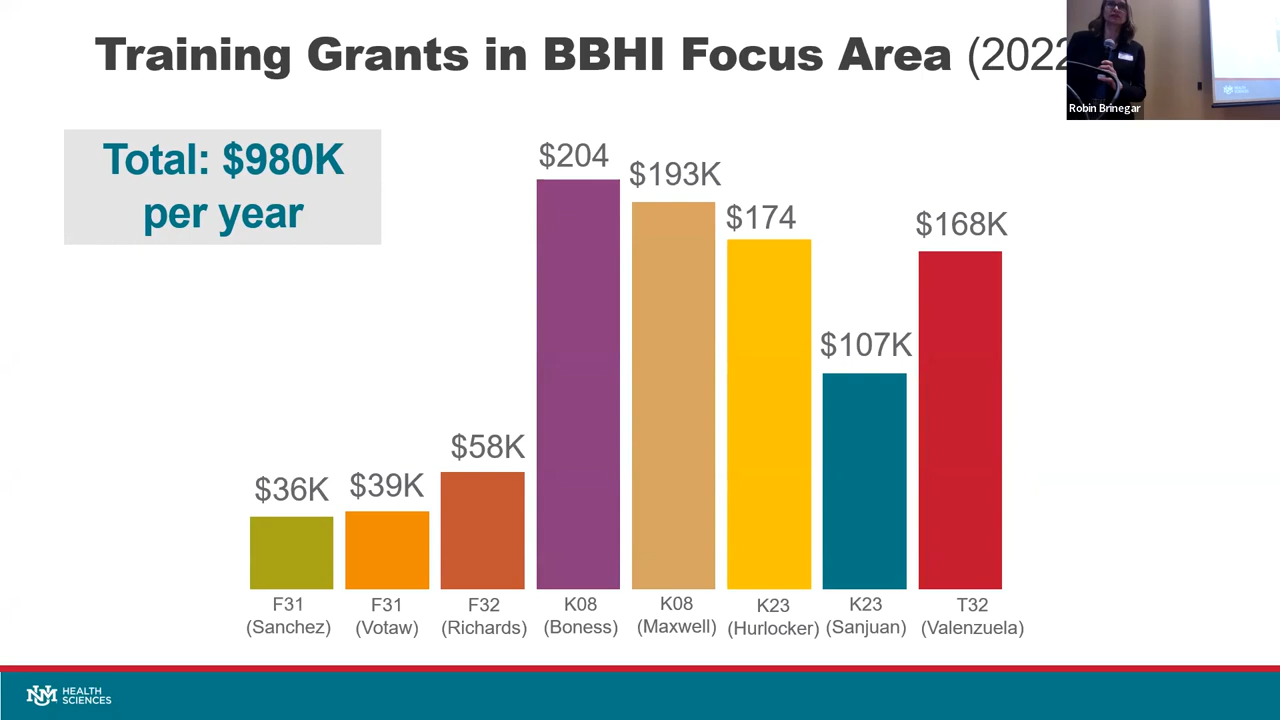 Training Grants in BBHI Focus Area (2022
Robin Brinegar
Total: $980K
per year
$36K
$39K
$58K
$204
$193K
$174
$107K
$168K
F31
(Sanchez)
F31
(Votaw)
F32
(Richards)
K08
(Boness)
K08
(Maxwell)
K23
(Hurlocker)
K23
(Sanjuan)
T32
(Valenzuela)
UNM HEALTH
SCIENCES